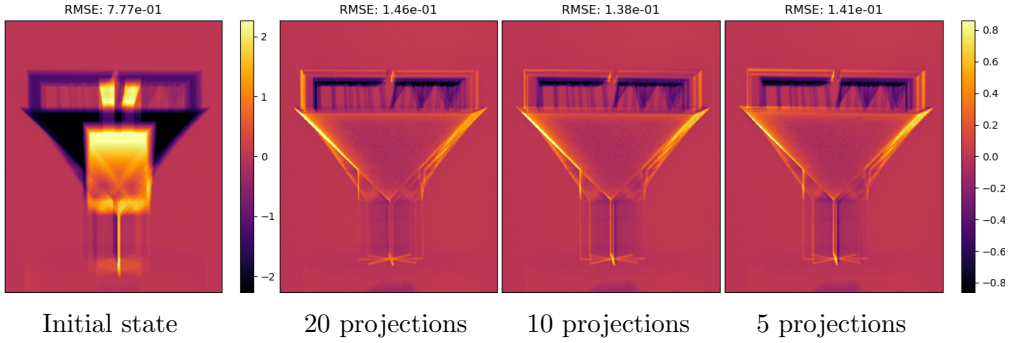 RMSE: 7.77e-01
RMSE: 1.46e-01
RMSE: 1.38e-01
RMSE: 1.41e-01
2
1
0
−1
−2
0.8
0.6
0.4
0.2
0.0
−0.2
−0.4
−0.6
−0.8
Initial state
20 projections
10 projections
5 projections